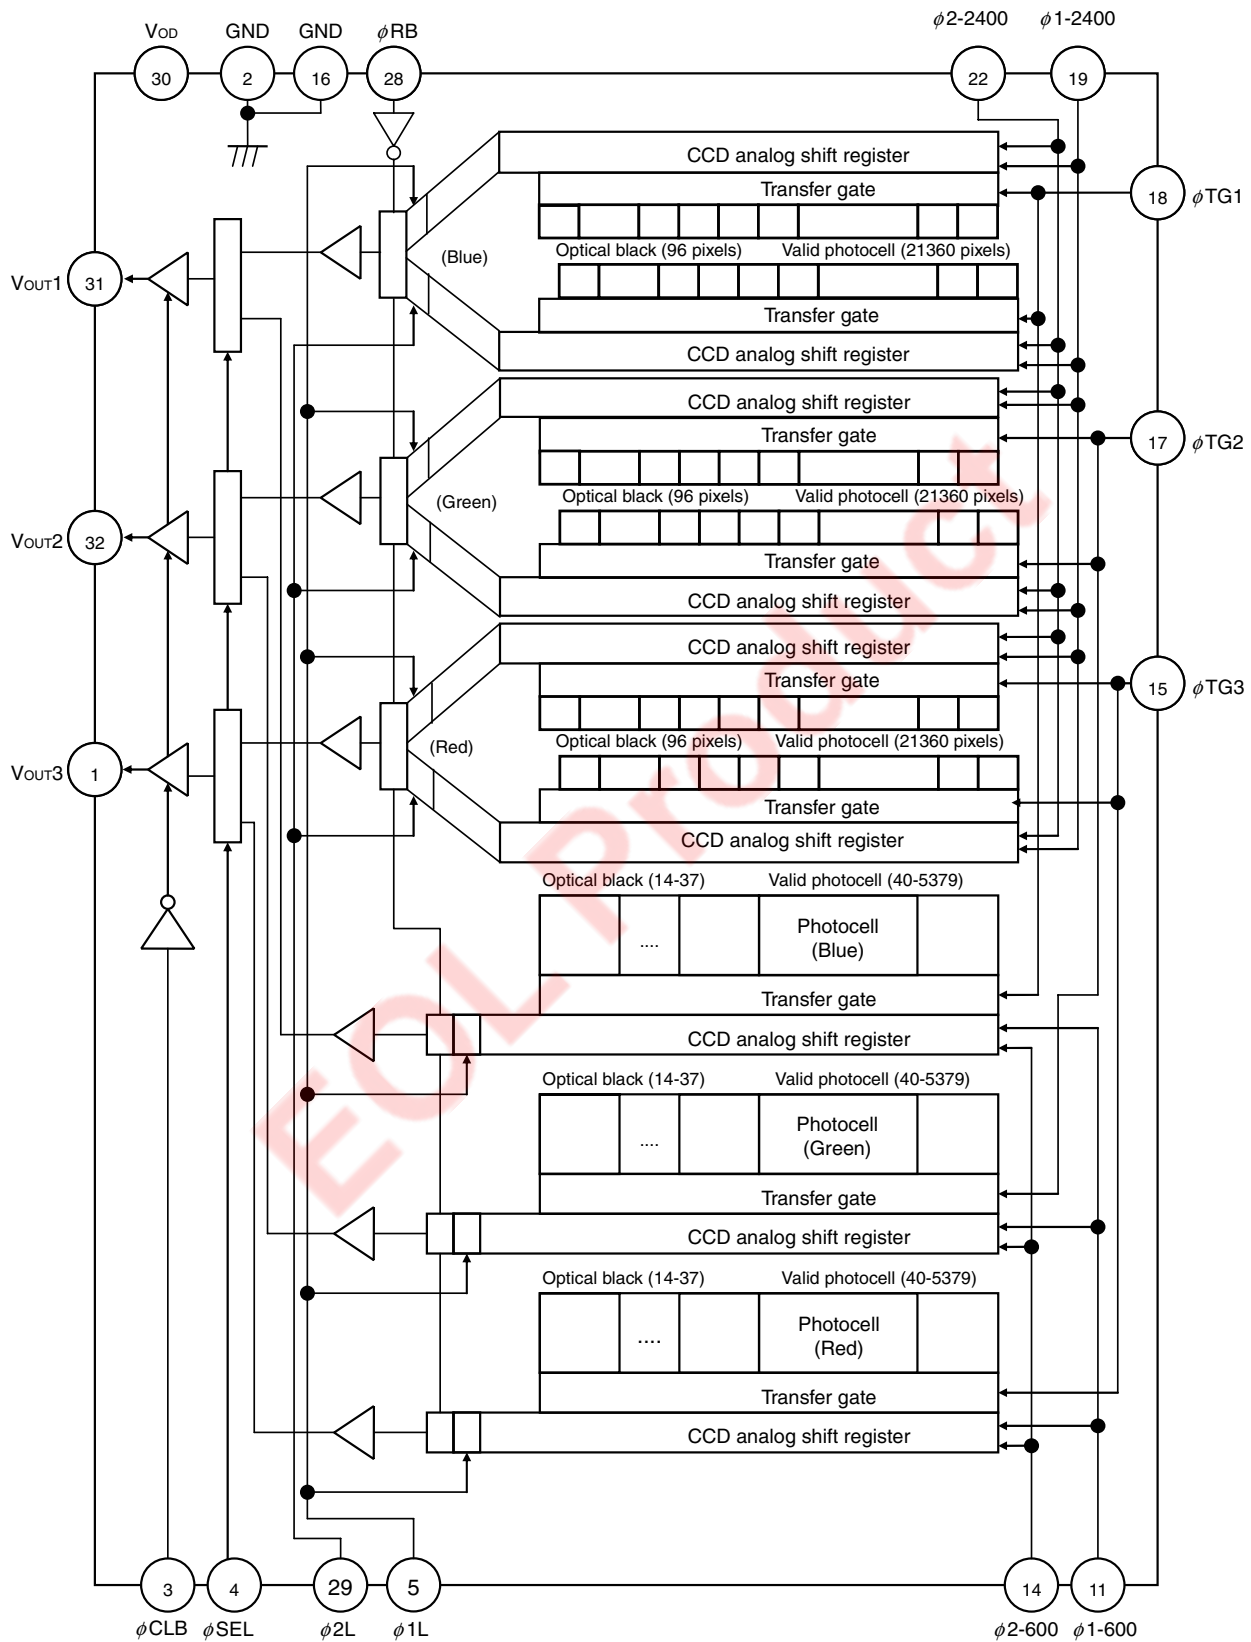 VOD GND GND φRB φ2-2400 φ1-2400
30 2 16 28 22 19
CCD analog shift register
Transfer gate
18 φTG1
Optical black (96 pixels) Valid photocell (21360 pixels)
(Blue)
VOUT1 31
Transfer gate
CCD analog shift register
CCD analog shift register
Transfer gate
17 φTG2
Optical black (96 pixels) Valid photocell (21360 pixels)
(Green)
VOUT2 32
Transfer gate
CCD analog shift register
CCD analog shift register
Transfer gate
15 φTG3
Optical black (96 pixels) Valid photocell (21360 pixels)
(Red)
VOUT3 1
Transfer gate
CCD analog shift register
Optical black (14-37) Valid photocell (40-5379)
.... Photocell
(Blue)
Transfer gate
CCD analog shift register
Optical black (14-37) Valid photocell (40-5379)
.... Photocell
(Green)
Transfer gate
CCD analog shift register
Optical black (14-37) Valid photocell (40-5379)
.... Photocell
(Red)
Transfer gate
CCD analog shift register
3 4 29 5 14 11
φCLB φSEL φ2L φ1L φ2-600 φ1-600
EOL Product